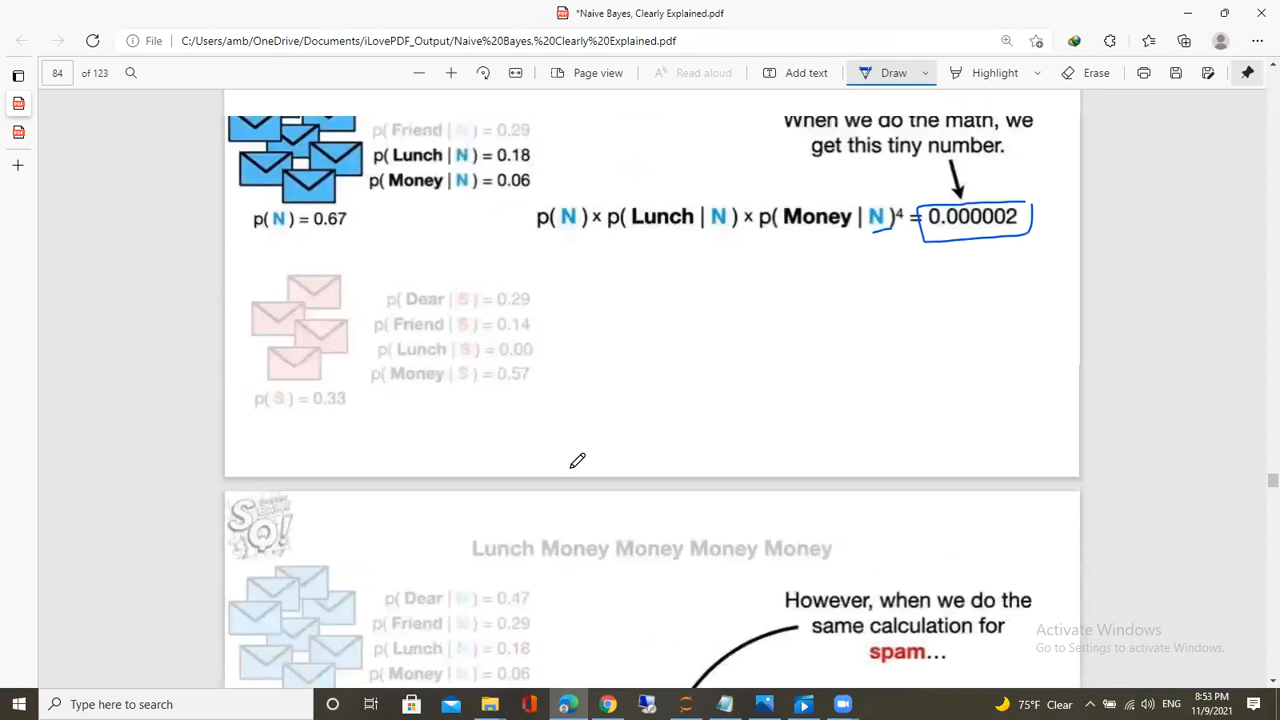 *Naive Bayes, Clearly Explained.pdf
File C:/Users/amb/OneDrive/Documents/iLovePDF_Output/Naive%20Bayes,%20Clearly%20Explained.pdf
84 of 123 Page view Read aloud Add text Draw Highlight Erase
When we do the math, we
get this tiny number.
p( Friend | N ) = 0.29
p( Lunch | N ) = 0.18
p( Money | N ) = 0.06
p( N ) = 0.67
p( N ) × p( Lunch | N ) × p( Money | N )⁴ = 0.000002
p( Dear | S ) = 0.29
p( Friend | S ) = 0.14
p( Lunch | S ) = 0.00
p( Money | S ) = 0.57
p( S ) = 0.33
Lunch Money Money Money Money
p( Dear | N ) = 0.47
p( Friend | N ) = 0.29
p( Lunch | N ) = 0.18
p( Money | N ) = 0.06
However, when we do the
same calculation for
spam...
Activate Windows
Go to Settings to activate Windows.
Type here to search
75°F Clear
8:53 PM
11/9/2021